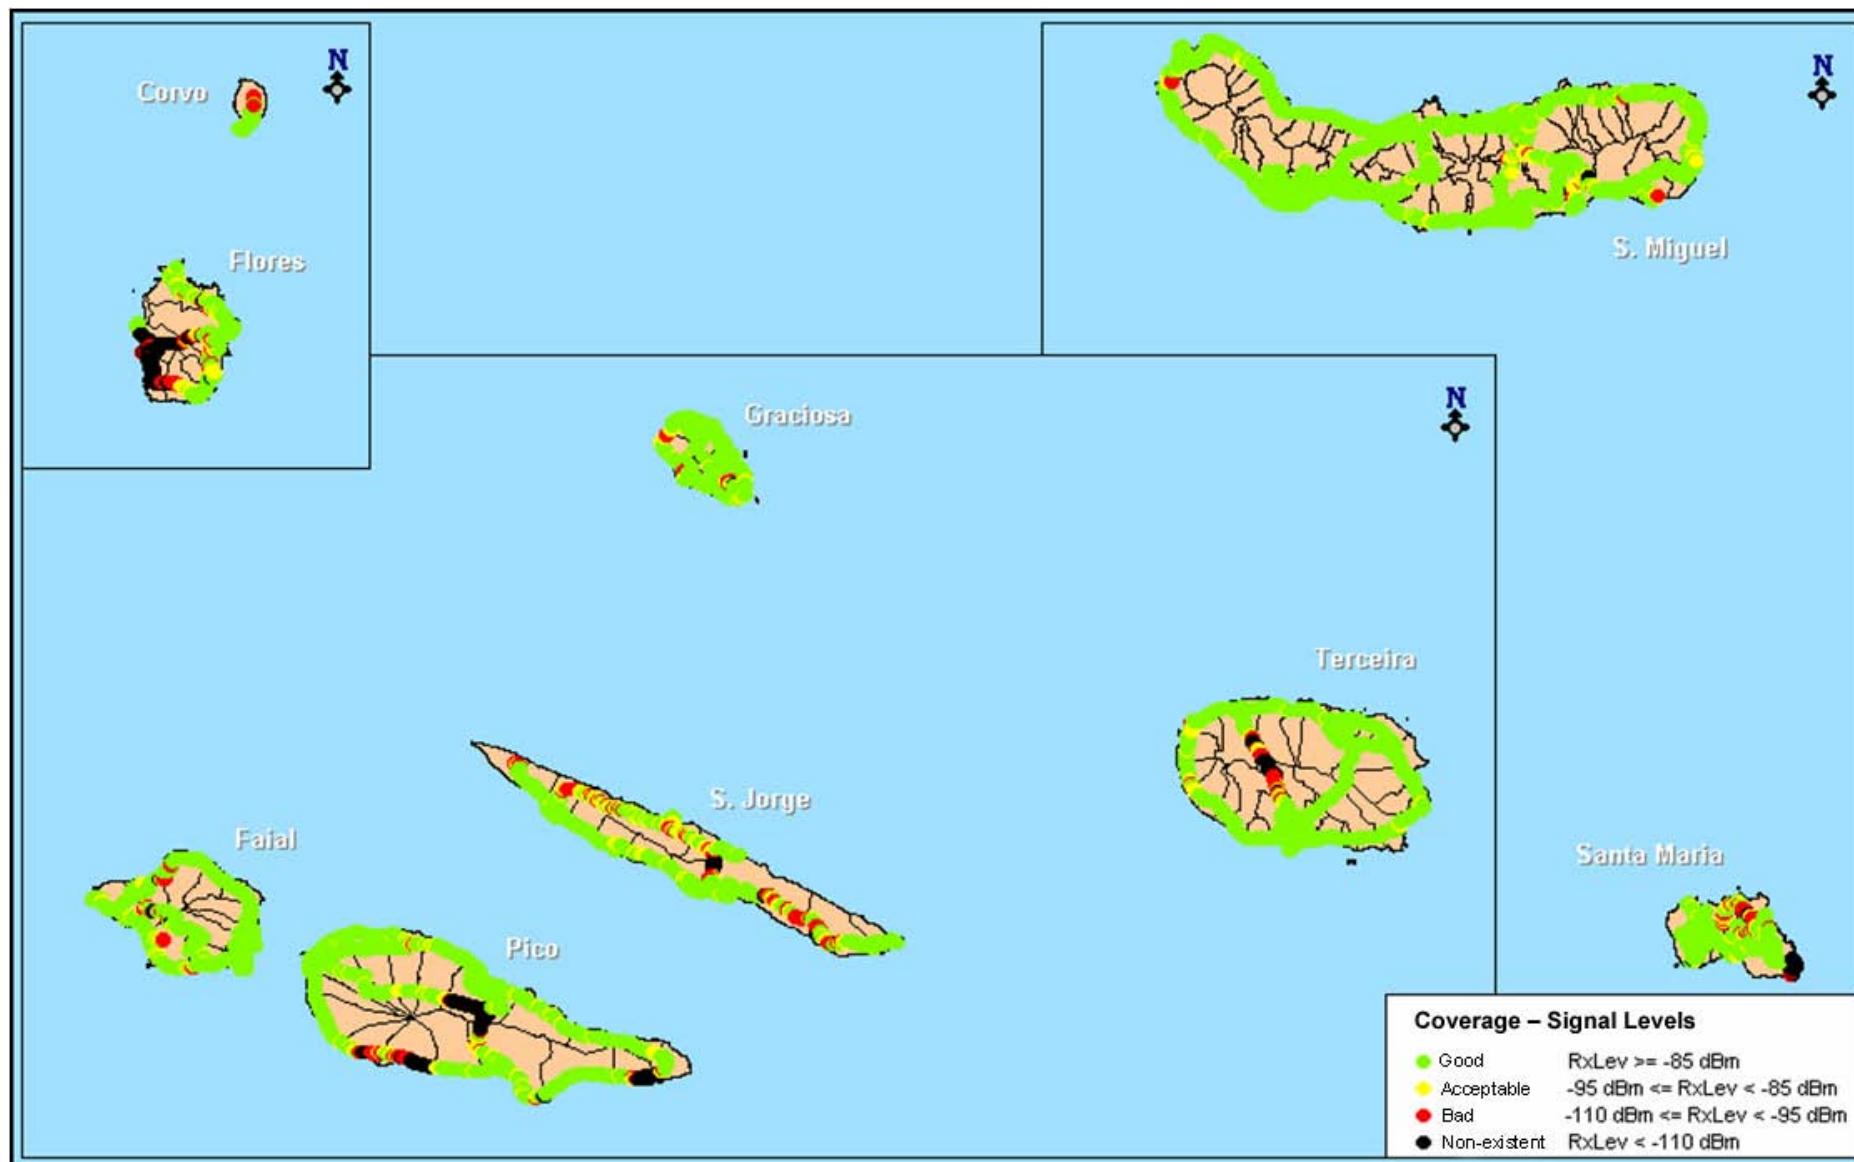 N
N
Corvo
Flores
S. Miguel
N
Graciosa
Terceira
S. Jorge
Faial
Santa Maria
Pico
Coverage – Signal Levels
Good RxLev >= -85 dBm
Acceptable -95 dBm <= RxLev < -85 dBm
Bad -110 dBm <= RxLev < -95 dBm
Non-existent RxLev < -110 dBm